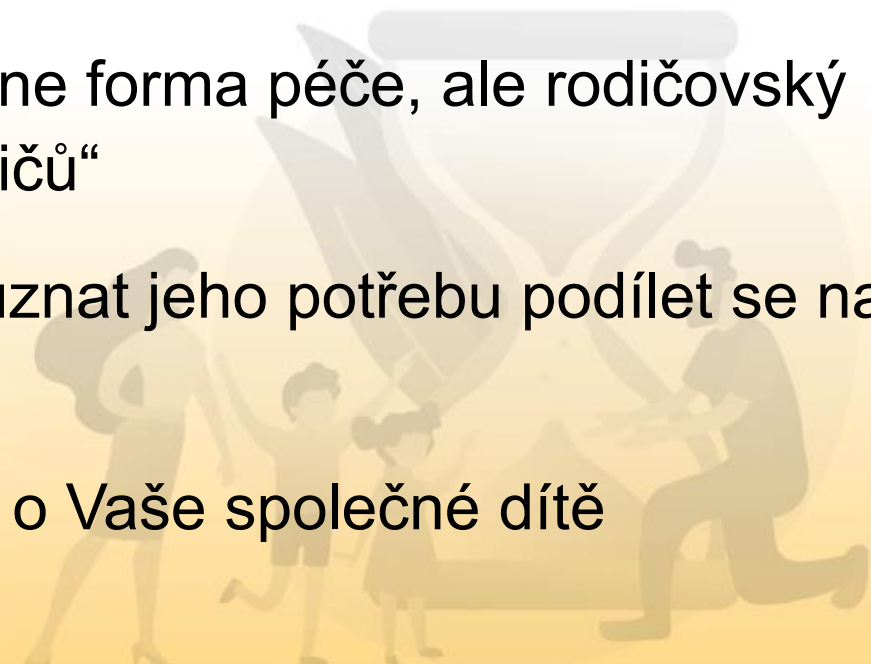 ne forma péče, ale rodičovský
ičů“
uznat jeho potřebu podílet se na
o Vaše společné dítě